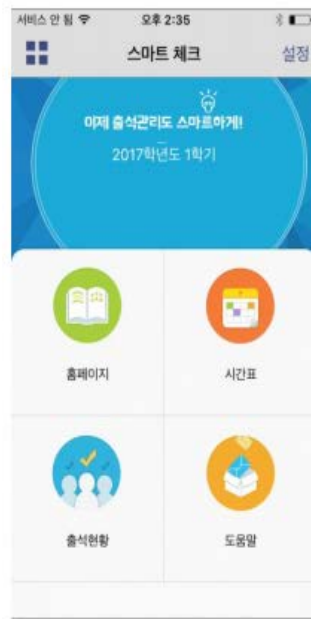 서비스 안 됨 오후 2:35
스마트 체크 설정
이제 출석관리도 스마트하게!
2017학년도 1학기
홈페이지 시간표
출석현황 도움말